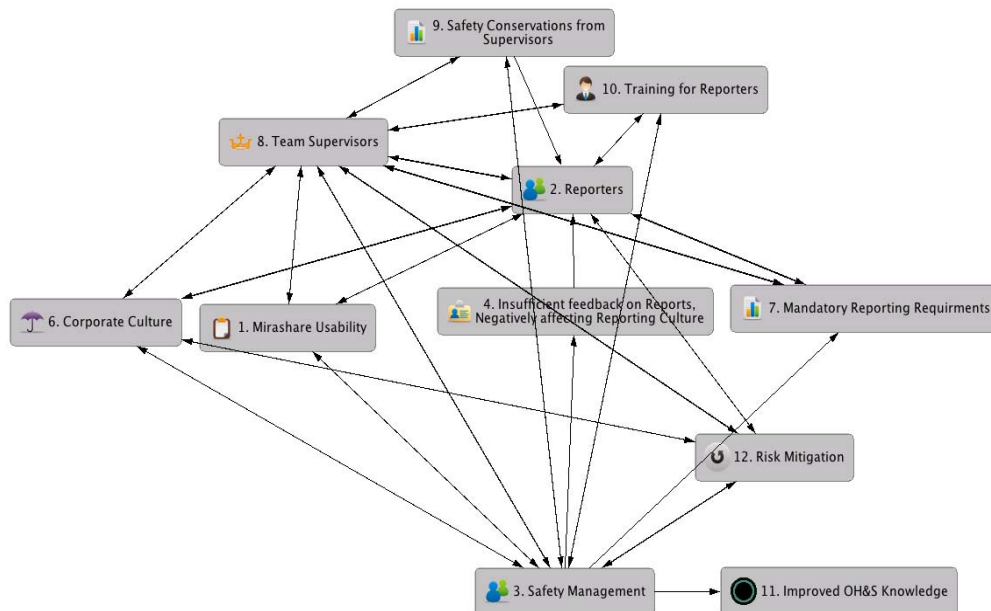 9. Safety Conservations from
Supervisors
10. Training for Reporters
8. Team Supervisors
2. Reporters
4. Insufficient feedback on Reports,
Negatively affecting Reporting Culture
7. Mandatory Reporting Requirments
6. Corporate Culture
1. Mirashare Usability
12. Risk Mitigation
3. Safety Management
11. Improved OH&S Knowledge